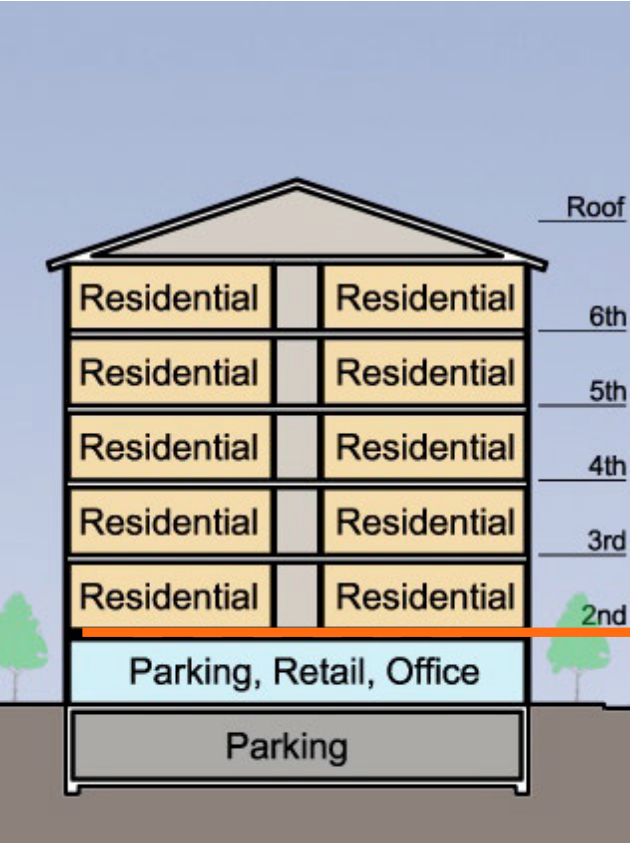 Roof
Residential Residential
6th
Residential Residential
5th
Residential Residential
4th
Residential Residential
3rd
Residential Residential
2nd
Parking, Retail, Office
Parking